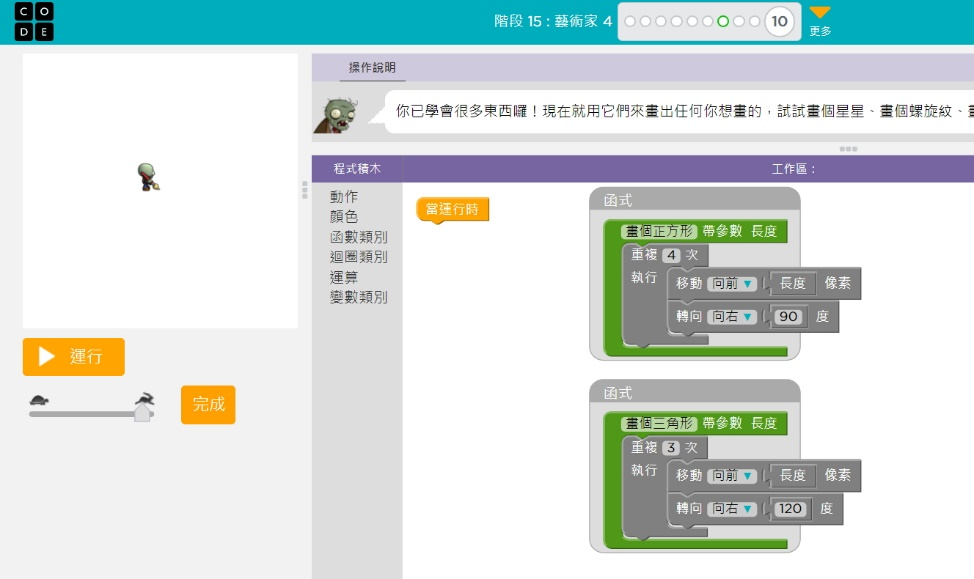 CO
DE
階段 15 : 藝術家 4
10
更多
操作說明
你已學會很多東西囉！現在就用它們來畫出任何你想畫的，試試畫個星星、畫個螺旋紋、
程式積木
工作區：
動作
顏色
函數類別
迴圈類別
運算
變數類別
當運行時
函式
畫個正方形 帶參數 長度
重複 4 次
執行
移動 向前▼ 長度 像素
轉向 向右▼ 90 度
函式
畫個三角形 帶參數 長度
重複 3 次
執行
移動 向前▼ 長度 像素
轉向 向右▼ 120 度
運行
完成